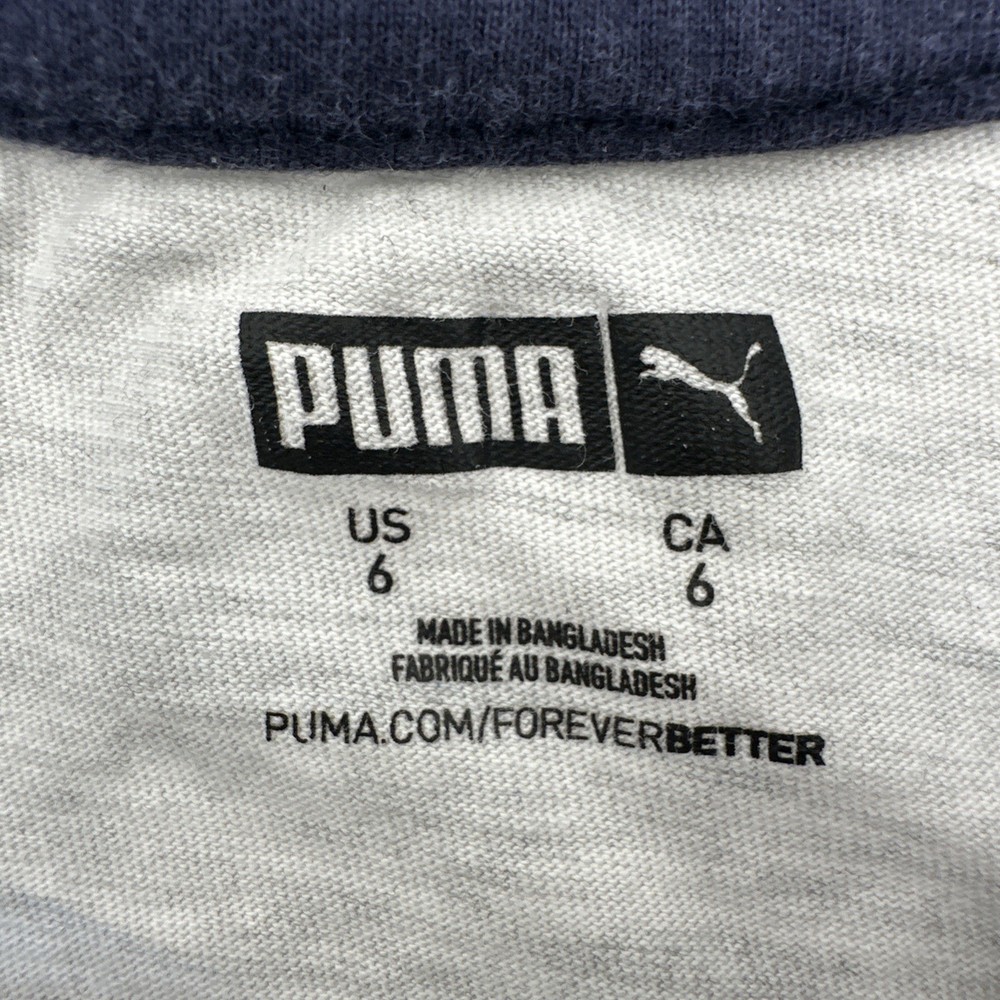 PUMA
US CA
6 6
MADE IN BANGLADESH
FABRIQUÉ AU BANGLADESH
PUMA.COM/FOREVERBETTER